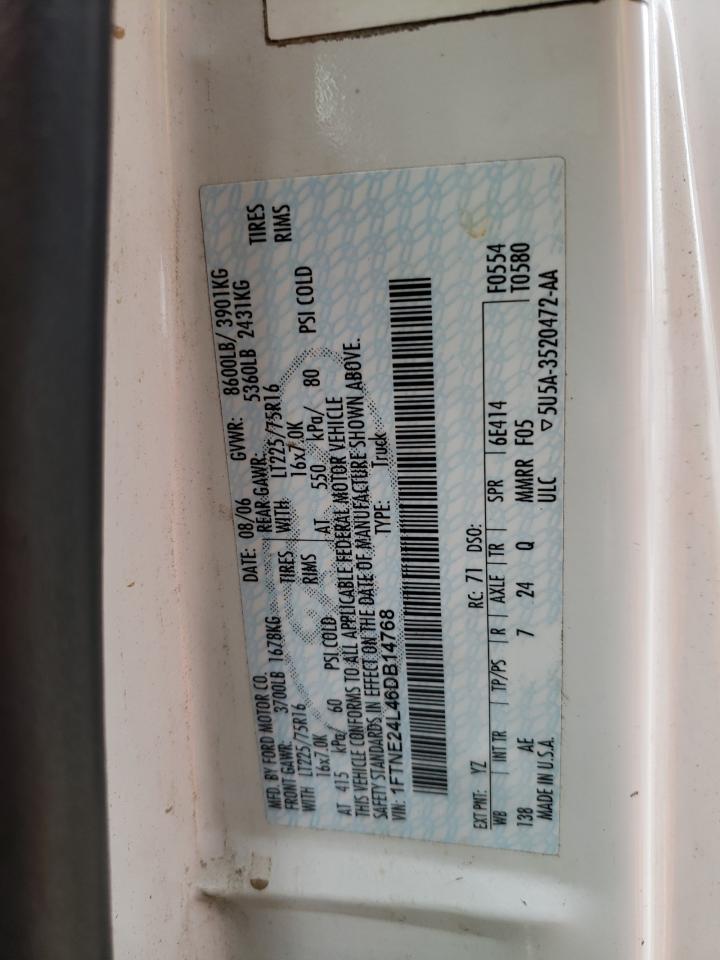 MFD. BY FORD MOTOR CO. DATE: 08/06 GVWR: 8600LB/ 3901KG
FRONT GAWR: 3700LB 1678KG REAR GAWR: 5360LB 2431KG
WITH LT225/75R16 TIRES WITH LT225/75R16 TIRES
16x7.0K RIMS 16x7.0K RIMS
AT 415 kPa/ 60 PSI COLD AT 550 kPa/ 80 PSI COLD
THIS VEHICLE CONFORMS TO ALL APPLICABLE FEDERAL MOTOR VEHICLE
SAFETY STANDARDS IN EFFECT ON THE DATE OF MANUFACTURE SHOWN ABOVE.
VIN: 1FTNE24L46DB14768 TYPE: Truck
EXT PNT: YZ RC: 71 DSO:
WB INT TR TP/PS R AXLE TR SPR 6E414 F0554
138 AE 7 24 Q MMRR F05 T0580
MADE IN U.S.A. ULC ▽5U5A-3520472-AA